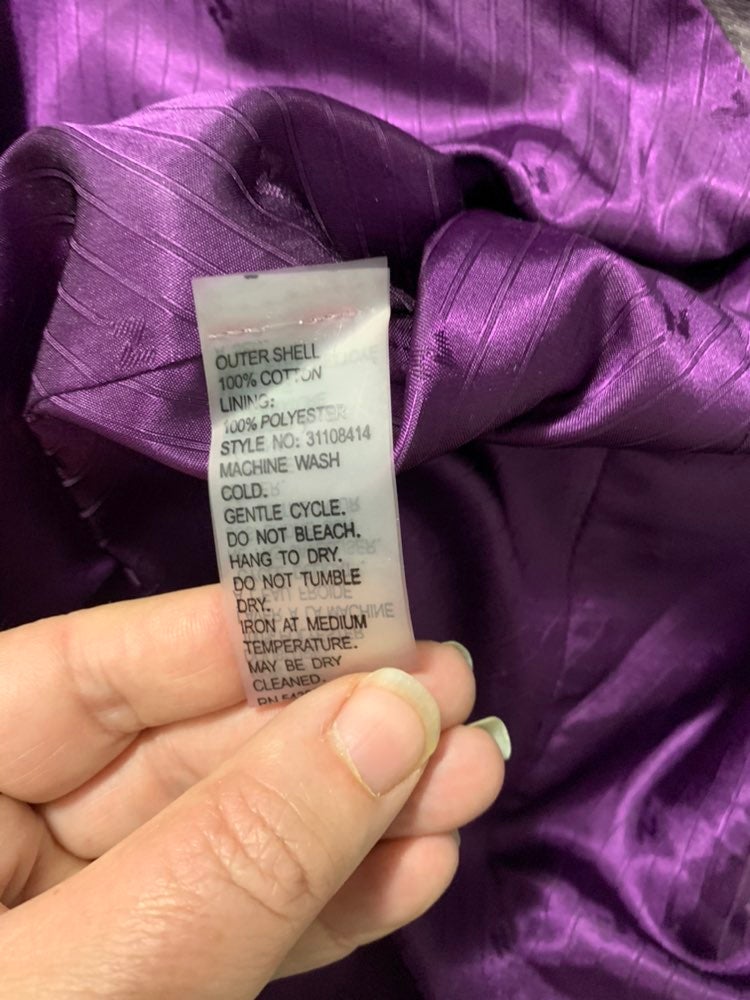 OUTER SHELL
100% COTTON
LINING:
100% POLYESTER
STYLE NO: 31108414
MACHINE WASH
COLD.
GENTLE CYCLE.
DO NOT BLEACH.
HANG TO DRY.
DO NOT TUMBLE
DRY.
IRON AT MEDIUM
TEMPERATURE.
MAY BE DRY
CLEANED.
RN